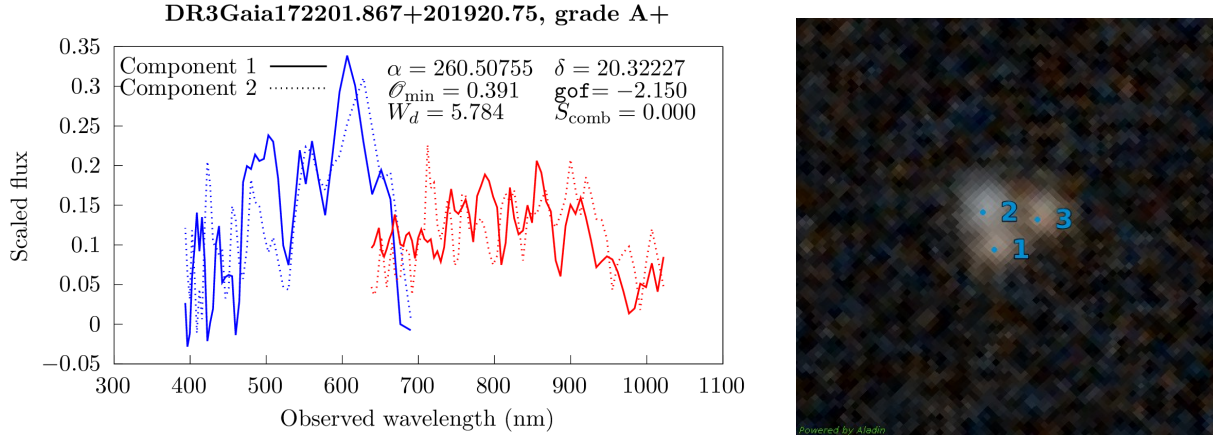 DR3Gaia172201.867+201920.75, grade A+
Component 1
Component 2
α = 260.50755 δ = 20.32227
𝒪min = 0.391 gof= −2.150
Wd = 5.784 Scomb = 0.000
0.35
0.3
0.25
0.2
0.15
0.1
0.05
0
−0.05
Scaled flux
300 400 500 600 700 800 900 1000 1100
Observed wavelength (nm)
2
3
1
Powered by Aladin